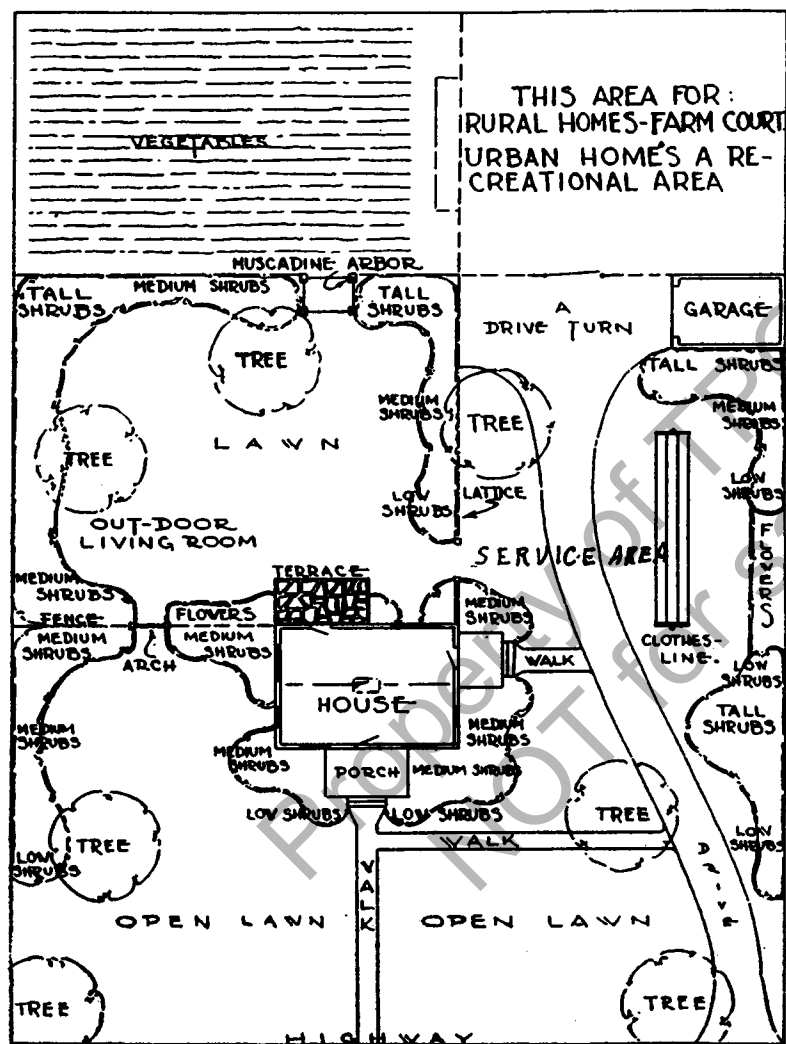 VEGETABLES
THIS AREA FOR:
RURAL HOMES-FARM COURT
URBAN HOME'S A RE-
CREATIONAL AREA
MUSCADINE ARBOR
TALL
SHRUBS
MEDIUM SHRUBS
TALL
SHRUBS
A
DRIVE TURN
GARAGE
TREE
TALL SHRUBS
MEDIUM
SHRUBS
TREE
MEDIUM
SHRUBS
LAWN
TREE
LOW
SHRUBS
LATTICE
LOW
SHRUBS
OUT-DOOR
LIVING ROOM
SERVICE AREA
FLOVERS
TERRACE
MEDIUM
SHRUBS
FENCE
MEDIUM
SHRUBS
ARCH
FLOVERS
MEDIUM
SHRUBS
MEDIUM
SHRUBS
CLOTHES-
LINE.
WALK
LOW
SHRUBS
HOUSE
TALL
SHRUBS
MEDIUM
SHRUBS
MEDIUM
SHRUBS
MEDIUM
SHRUBS
PORCH
MEDIUM SHRUBS
LOW SHRUBS
LOW SHRUBS
TREE
TREE
WALK
LOW
SHRUBS
LOW
SHRUBS
WALK
DRIVE
OPEN LAWN
OPEN LAWN
TREE
TREE
HIGHWAY
Property of TPC
NOT for s